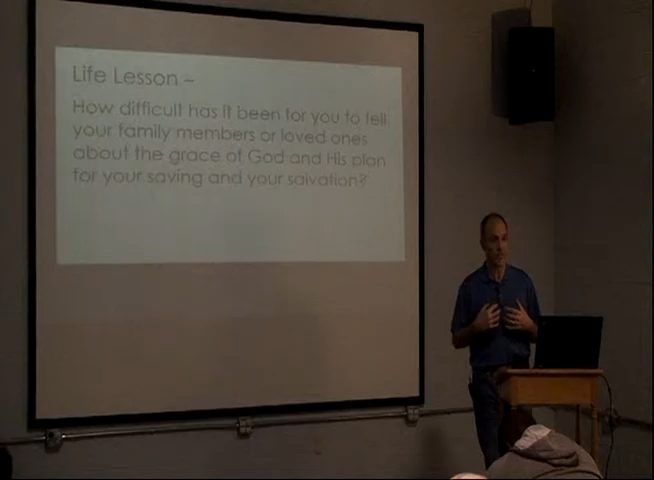 Life Lesson –
How difficult has it been for you to tell
your family members or loved ones
about the grace of God and His plan
for your saving and your salvation?